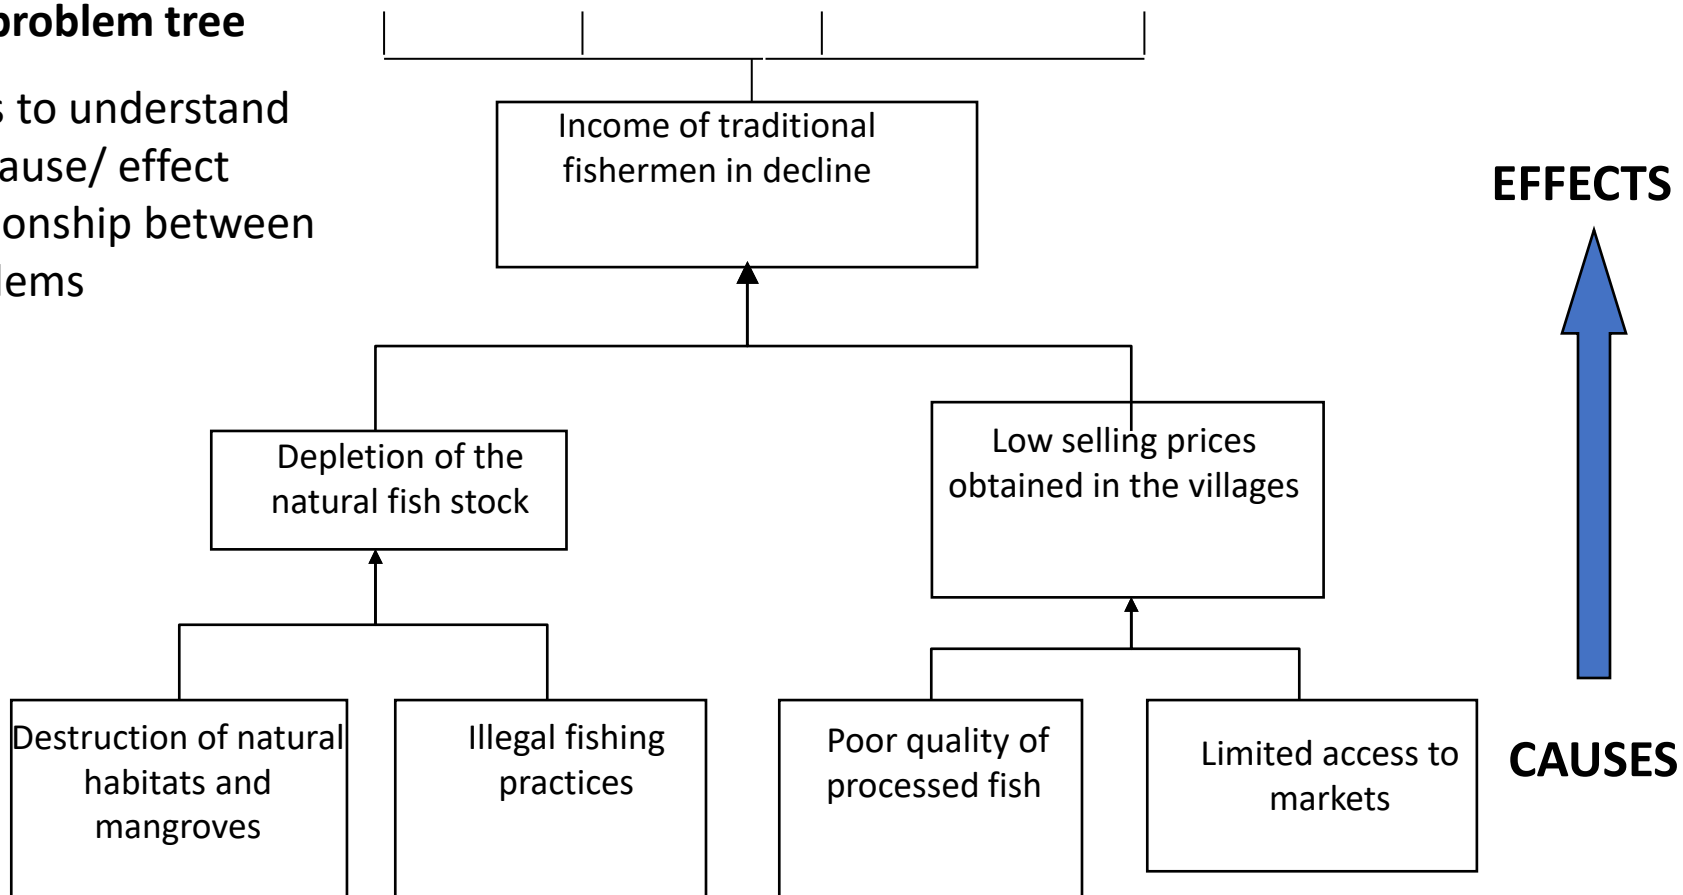 problem tree
s to understand
ause/ effect
onship between
lems
Income of traditional
fishermen in decline
EFFECTS
Depletion of the
natural fish stock
Low selling prices
obtained in the villages
Destruction of natural
habitats and
mangroves
Illegal fishing
practices
Poor quality of
processed fish
Limited access to
markets
CAUSES